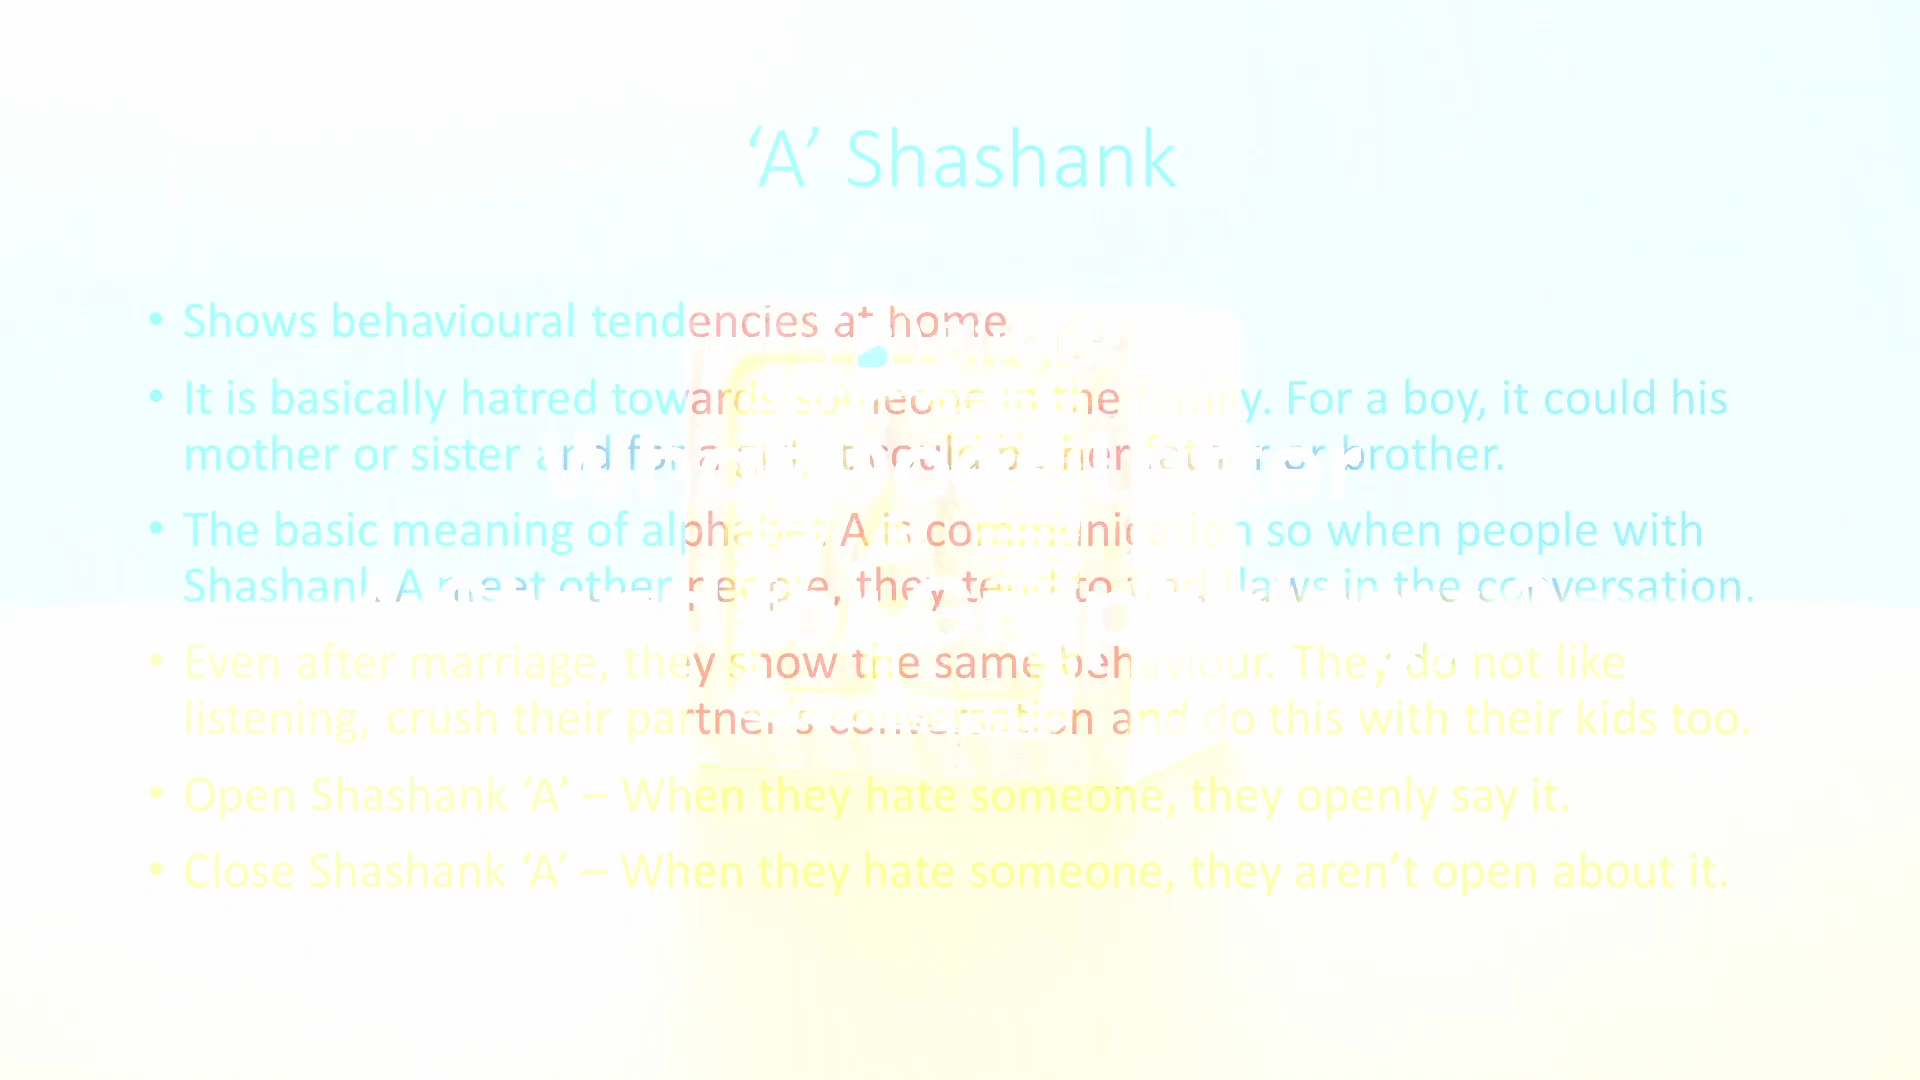 ‘A’ Shashank
• Shows behavioural tendencies at home.
• It is basically hatred towards someone in the family. For a boy, it could his
mother or sister and for a girl, it could be her father or brother.
• The basic meaning of alphabet A is communication so when people with
Shashank A meet other people, they tend to find flaws in the conversation.
• Even after marriage, they show the same behaviour. They do not like
listening, crush their partner’s conversation and do this with their kids too.
• Open Shashank ‘A’ – When they hate someone, they openly say it.
• Close Shashank ‘A’ – When they hate someone, they aren’t open about it.